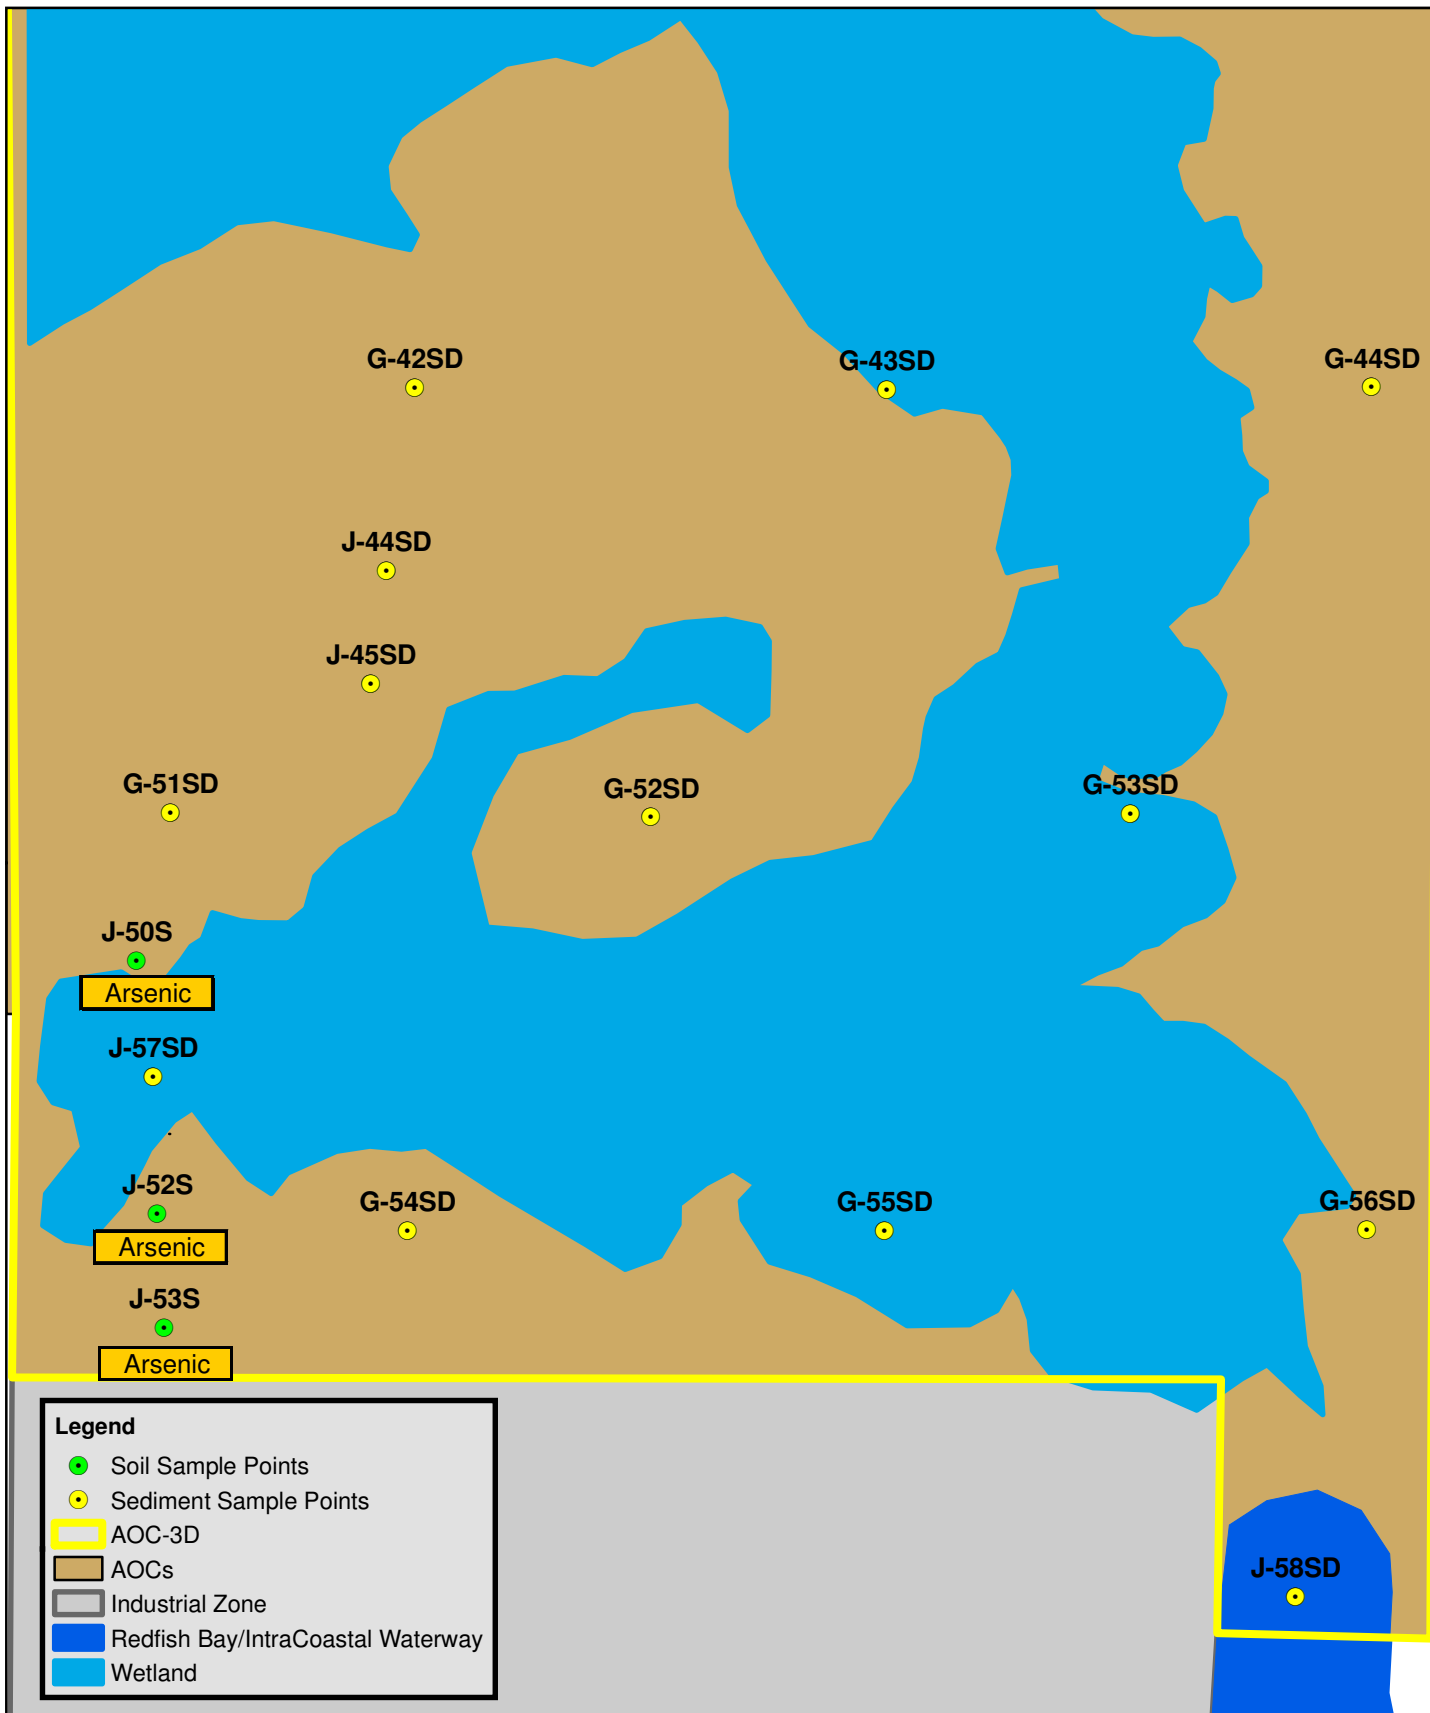 G-42SD
G-43SD
G-44SD
J-44SD
J-45SD
G-51SD
G-52SD
G-53SD
J-50S
Arsenic
J-57SD
J-52S
Arsenic
G-54SD
G-55SD
G-56SD
J-53S
Arsenic
Legend
Soil Sample Points
Sediment Sample Points
AOC-3D
AOCs
Industrial Zone
Redfish Bay/IntraCoastal Waterway
Wetland
J-58SD